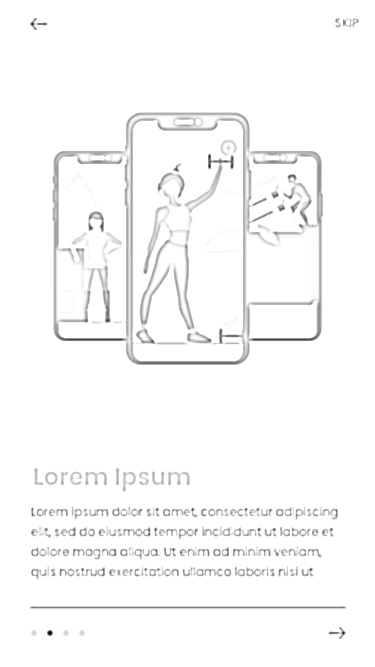 SKIP
Lorem Ipsum
Lorem ipsum dolor sit amet, consectetur adipiscing
elit, sed do eiusmod tempor incididunt ut labore et
dolore magna aliqua. Ut enim ad minim veniam,
quis nostrud exercitation ullamco laboris nisi ut